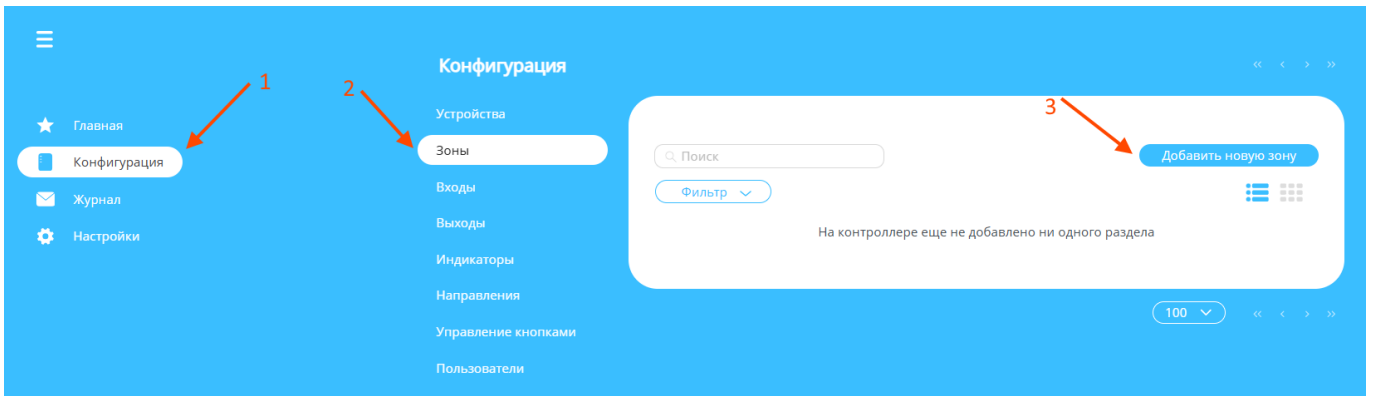 Главная
Конфигурация
Журнал
Настройки
1
2
Конфигурация
Устройства
Зоны
Входы
Выходы
Индикаторы
Направления
Управление кнопками
Пользователи
« ‹ › »
3
Поиск
Добавить новую зону
Фильтр
На контроллере еще не добавлено ни одного раздела
100
« ‹ › »